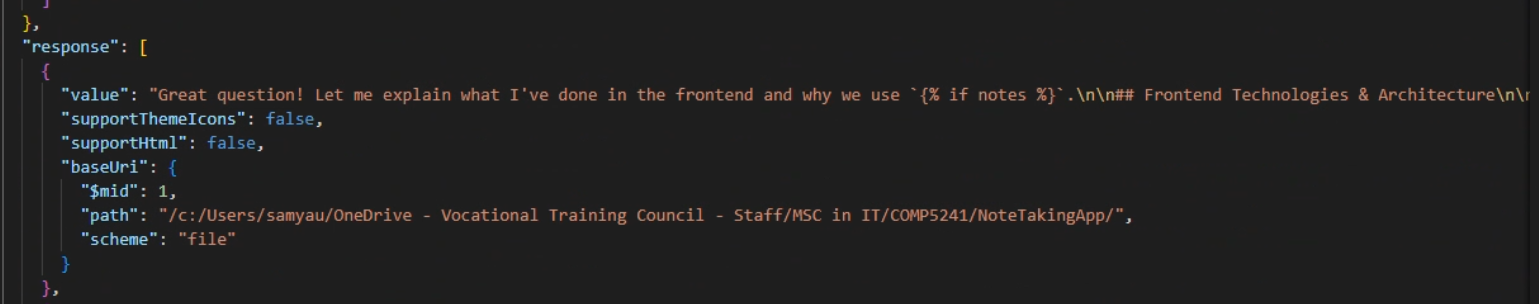 ]
},
"response": [
{
"value": "Great question! Let me explain what I've done in the frontend and why we use `{% if notes %}`.\n\n## Frontend Technologies & Architecture\n\n
"supportThemeIcons": false,
"supportHtml": false,
"baseUri": {
"$mid": 1,
"path": "/c:/Users/samyau/OneDrive - Vocational Training Council - Staff/MSC in IT/COMP5241/NoteTakingApp/",
"scheme": "file"
}
},